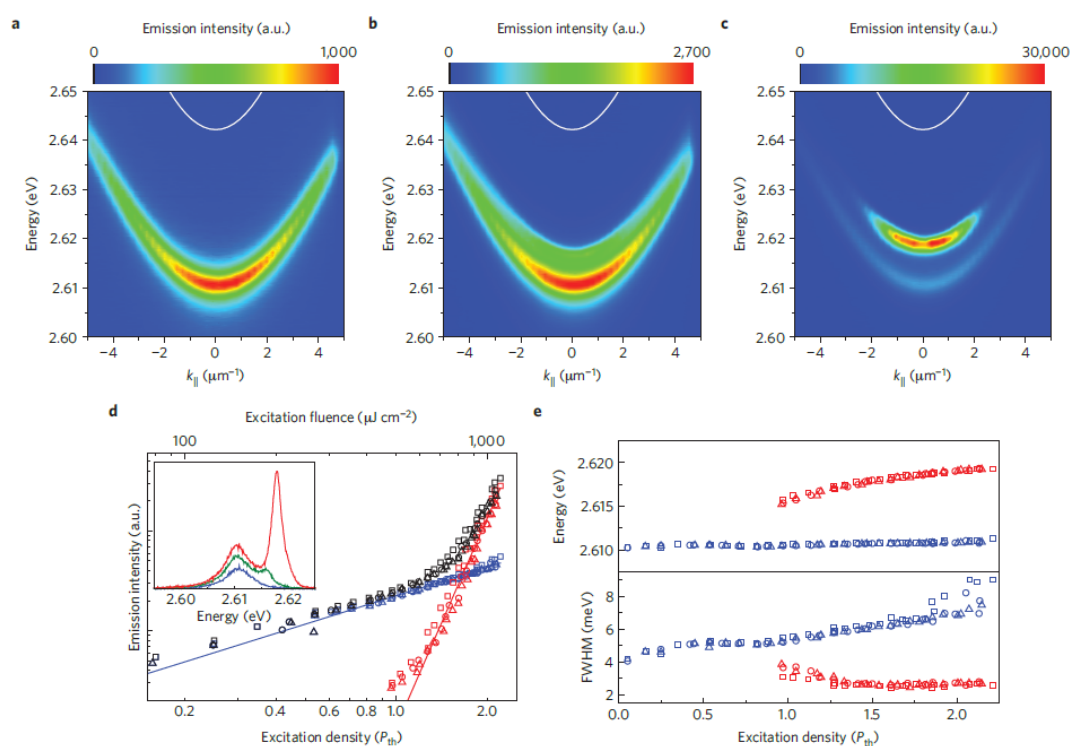 a
Emission intensity (a.u.)
0
1,000
2.65
2.64
2.63
2.62
2.61
2.60
Energy (eV)
−4
−2
0
2
4
k|| (μm⁻¹)
b
Emission intensity (a.u.)
0
2,700
2.65
2.64
2.63
2.62
2.61
2.60
Energy (eV)
−4
−2
0
2
4
k|| (μm⁻¹)
c
Emission intensity (a.u.)
0
30,000
2.65
2.64
2.63
2.62
2.61
2.60
Energy (eV)
−4
−2
0
2
4
k|| (μm⁻¹)
d
Excitation fluence (μJ cm⁻²)
100
1,000
Emission intensity (a.u.)
2.60
2.61
2.62
Energy (eV)
0.2
0.4
0.6
0.8
1.0
2.0
Excitation density (Pth)
e
2.620
2.615
2.610
Energy (eV)
8
6
4
2
FWHM (meV)
0.0
0.5
1.0
1.5
2.0
Excitation density (Pth)